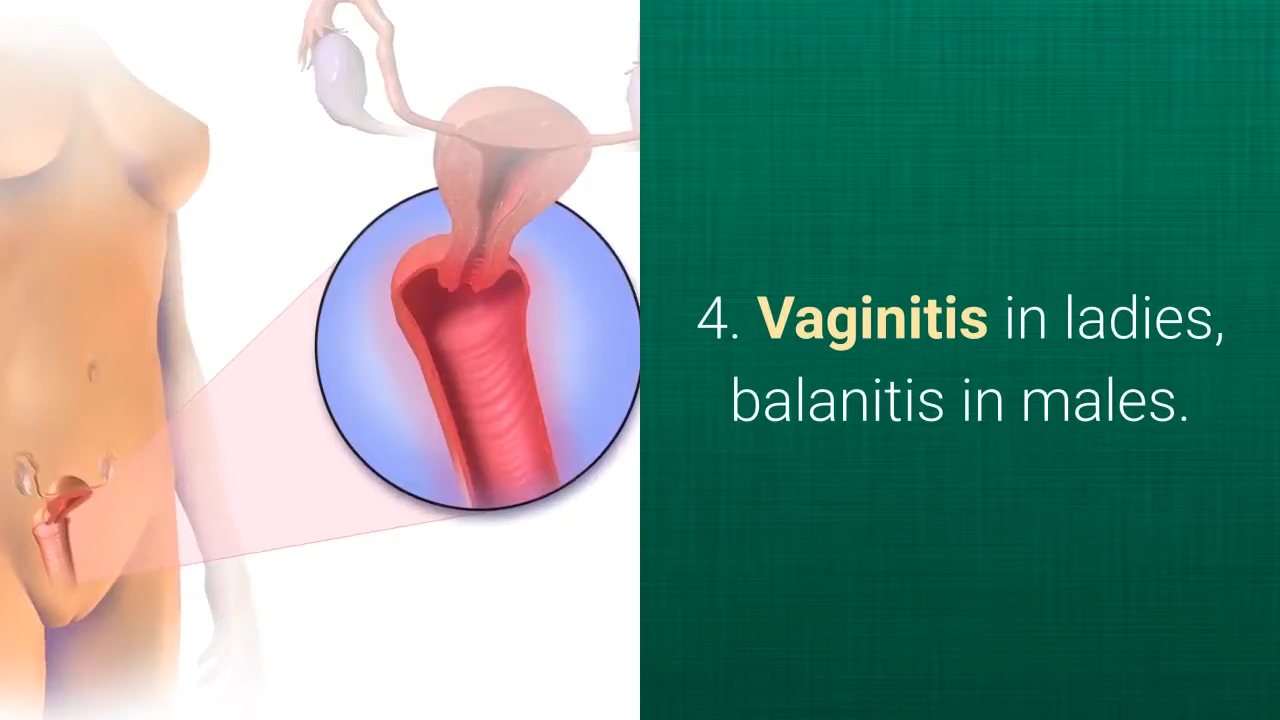 4. Vaginitis in ladies,
balanitis in males.